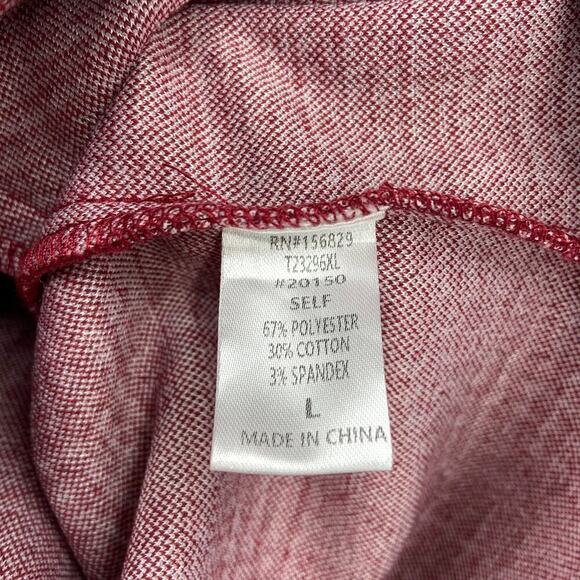 RN#156829
T23296XL
#20150
SELF
67% POLYESTER
30% COTTON
3% SPANDEX
L
MADE IN CHINA